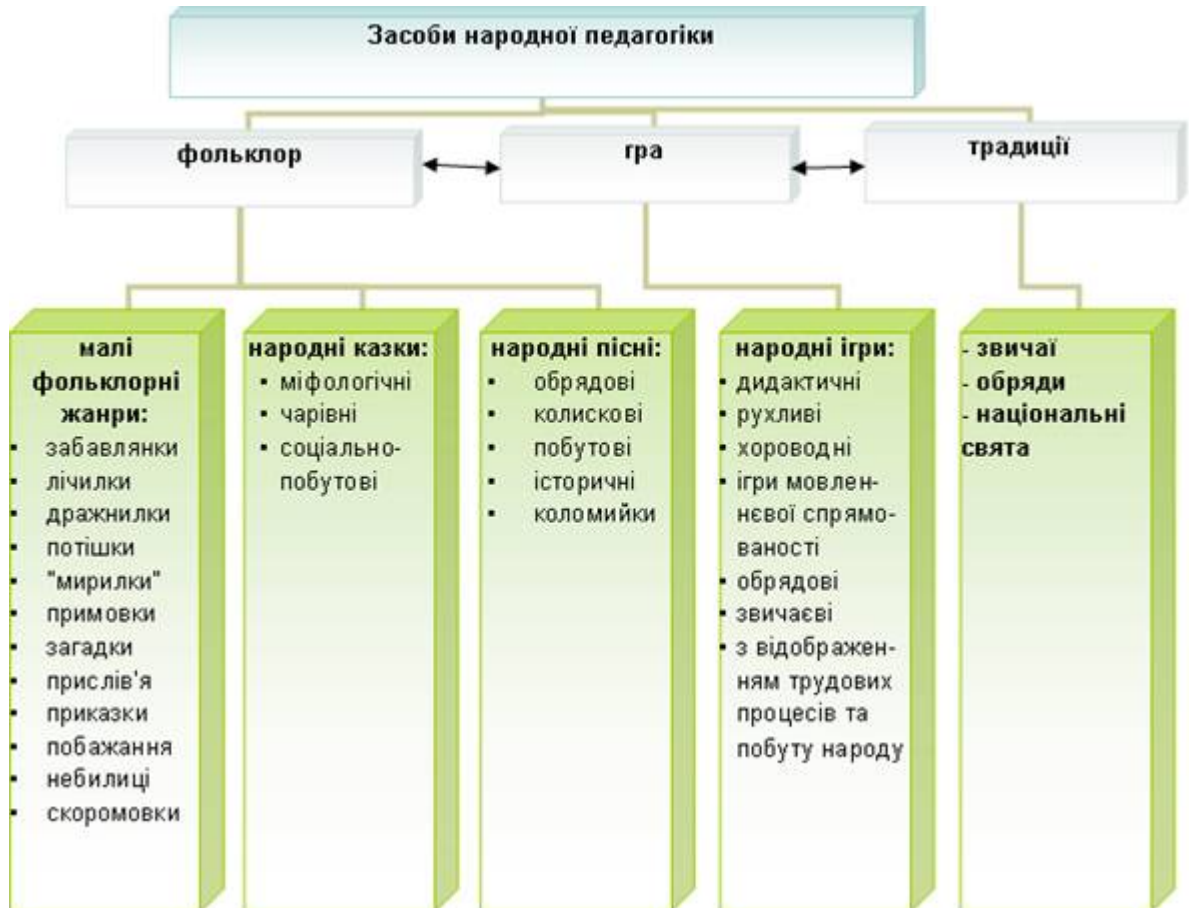 Засоби народної педагогіки
фольклор
гра
традиції
малі
фольклорні
жанри:
▪ забавлянки
▪ лічилки
▪ дражнилки
▪ потішки
▪ "мирилки"
▪ примовки
▪ загадки
▪ прислів'я
▪ приказки
▪ побажання
▪ небилиці
▪ скоромовки
народні казки:
▪ міфологічні
▪ чарівні
▪ соціально-
побутові
народні пісні:
▪ обрядові
▪ колискові
▪ побутові
▪ історичні
▪ коломийки
народні ігри:
▪ дидактичні
▪ рухливі
▪ хороводні
▪ ігри мовлен-
нєвої спрямо-
ваності
▪ обрядові
▪ звичаєві
▪ з відображен-
ням трудових
процесів та
побуту народу
- звичаї
- обряди
- національні
свята